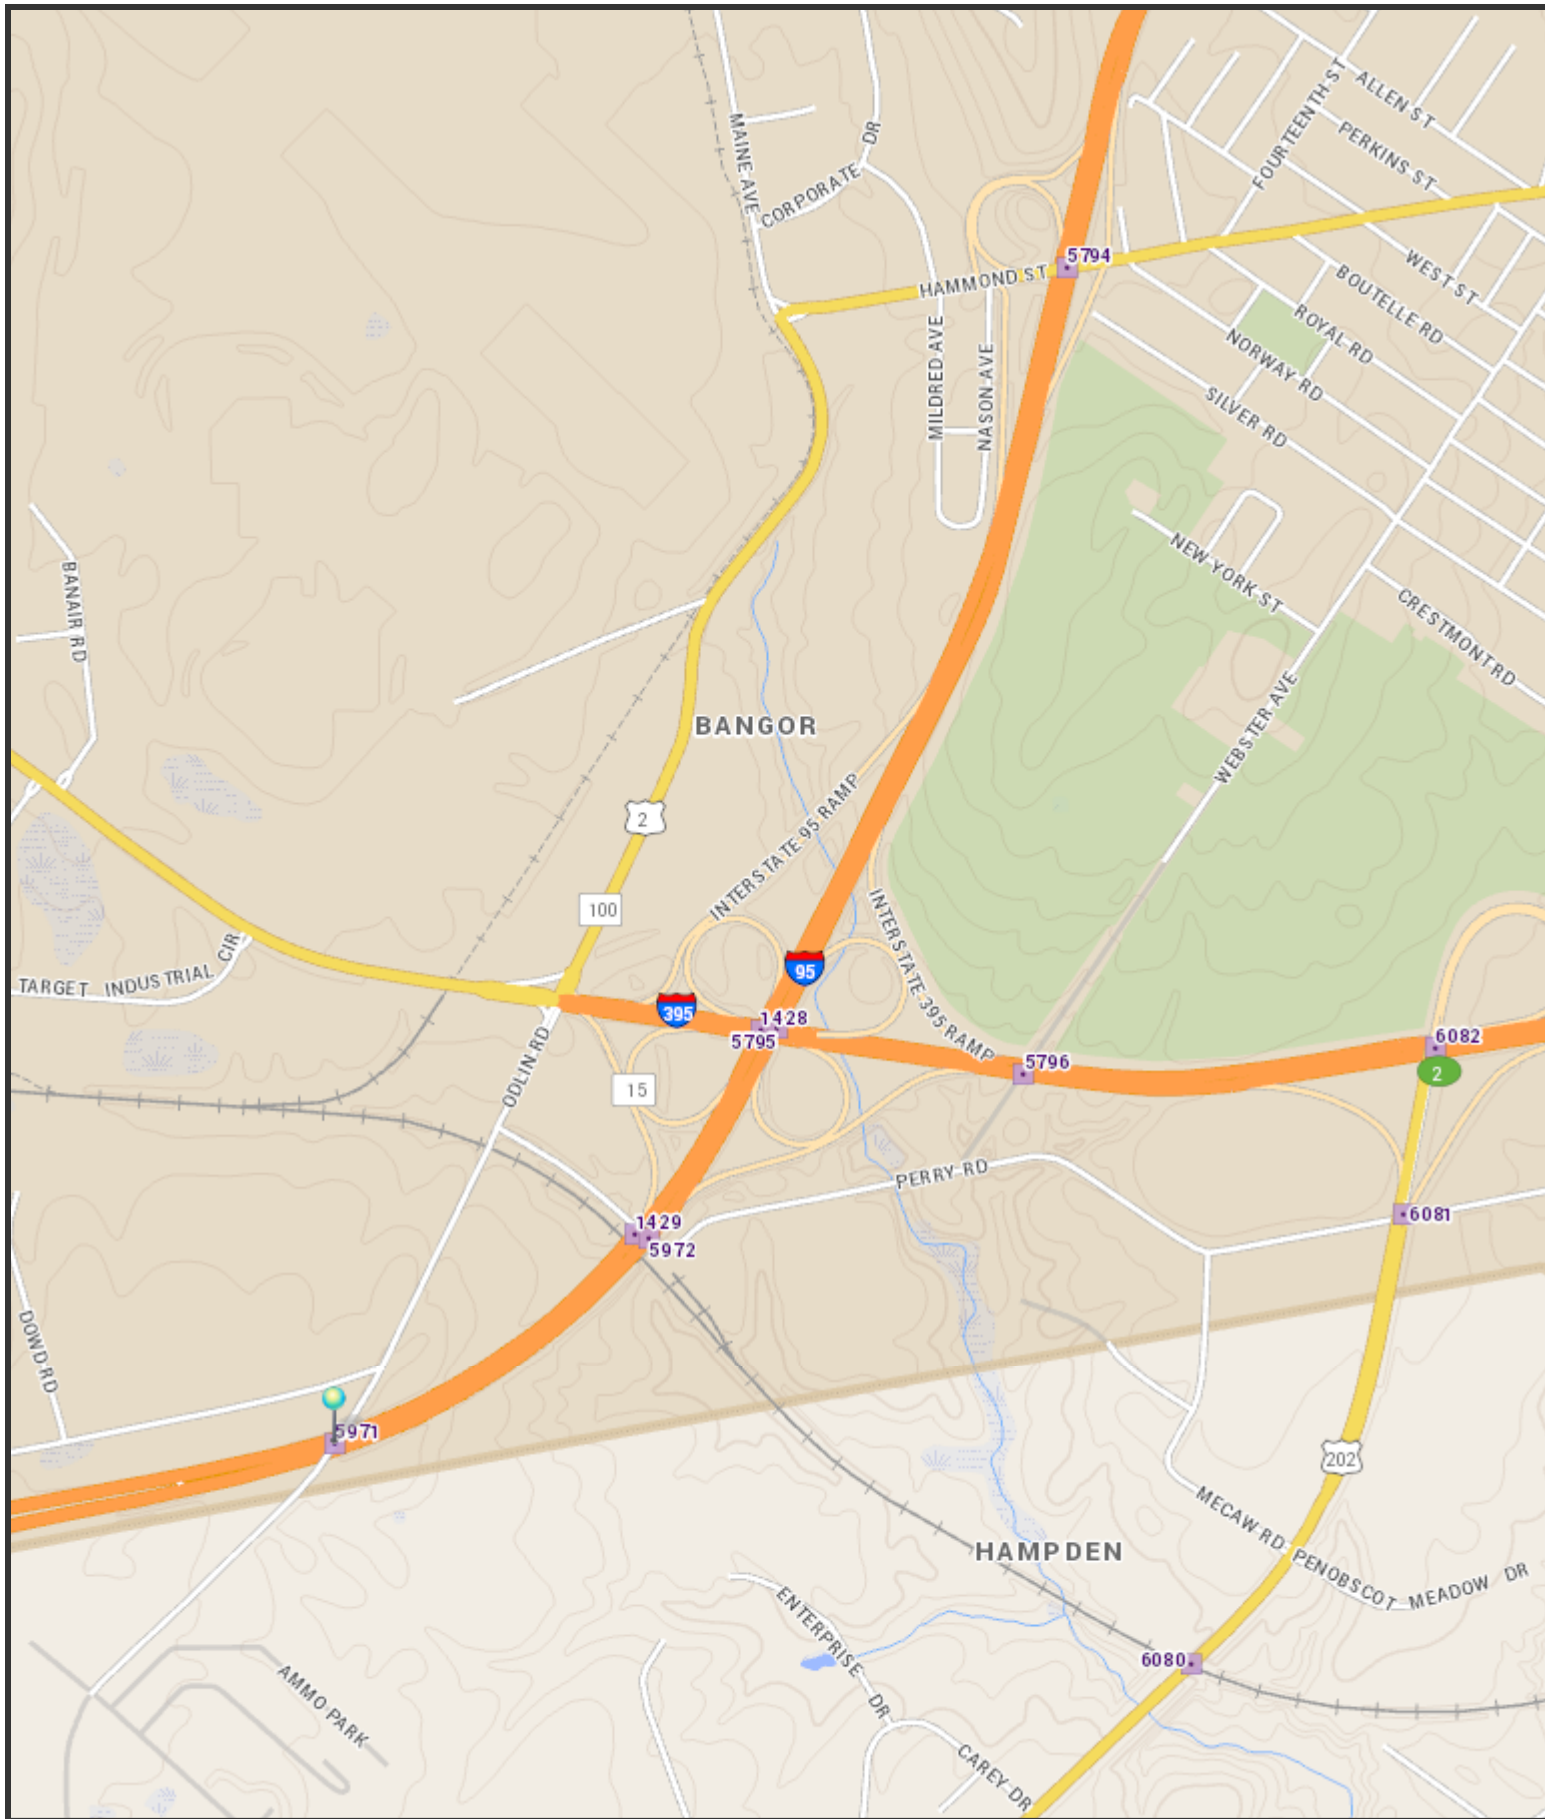 ALLEN ST
FOURTEENTH ST
PERKINS ST
MAINE AVE
CORPORATE DR
5794
HAMMOND ST
WEST ST
BOUTELLE RD
ROYAL RD
NORWAY RD
MILDRED AVE
NASON AVE
SILVER RD
NEW YORK ST
BANAIR RD
CRESTMONT RD
BANGOR
WEBSTER AVE
2
INTERSTATE 95 RAMP
100
INTERSTATE 395 RAMP
TARGET INDUSTRIAL CIR
95
395
1428
5795
6082
5796
2
ODLIN RD
15
PERRY RD
6081
1429
5972
DOWD RD
5971
202
MECAW RD
PENOBSCOT MEADOW DR
HAMPDEN
ENTERPRISE DR
6080
AMMO PARK
CAREY DR